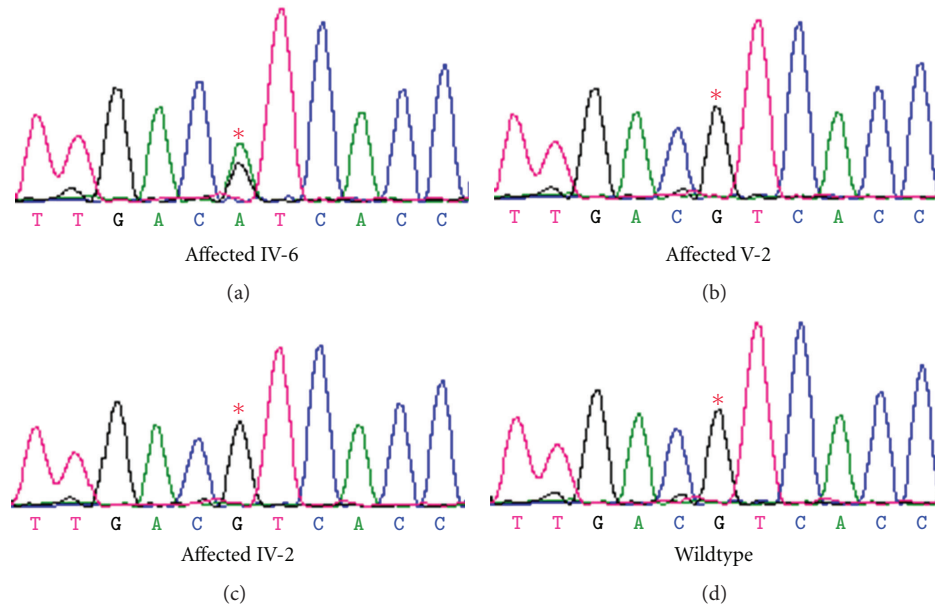 *
T T G A C A T C A C C
Affected IV-6
(a)
*
T T G A C G T C A C C
Affected V-2
(b)
*
T T G A C G T C A C C
Affected IV-2
(c)
*
T T G A C G T C A C C
Wildtype
(d)